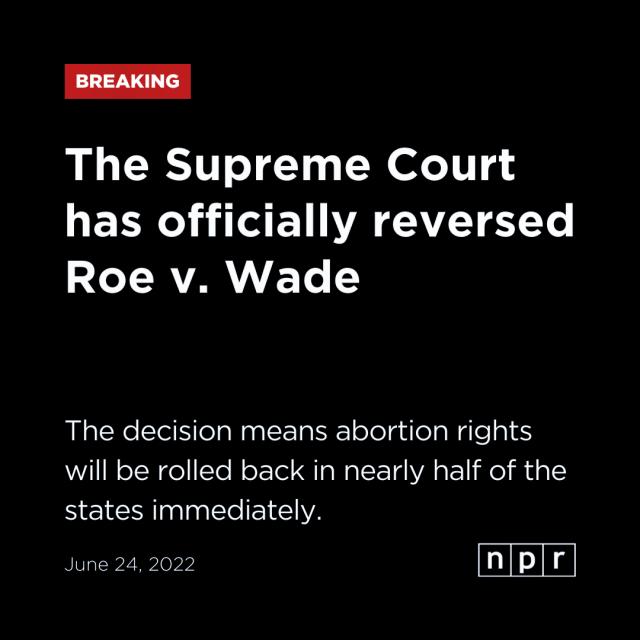 BREAKING
The Supreme Court
has officially reversed
Roe v. Wade
The decision means abortion rights
will be rolled back in nearly half of the
states immediately.
June 24, 2022
npr